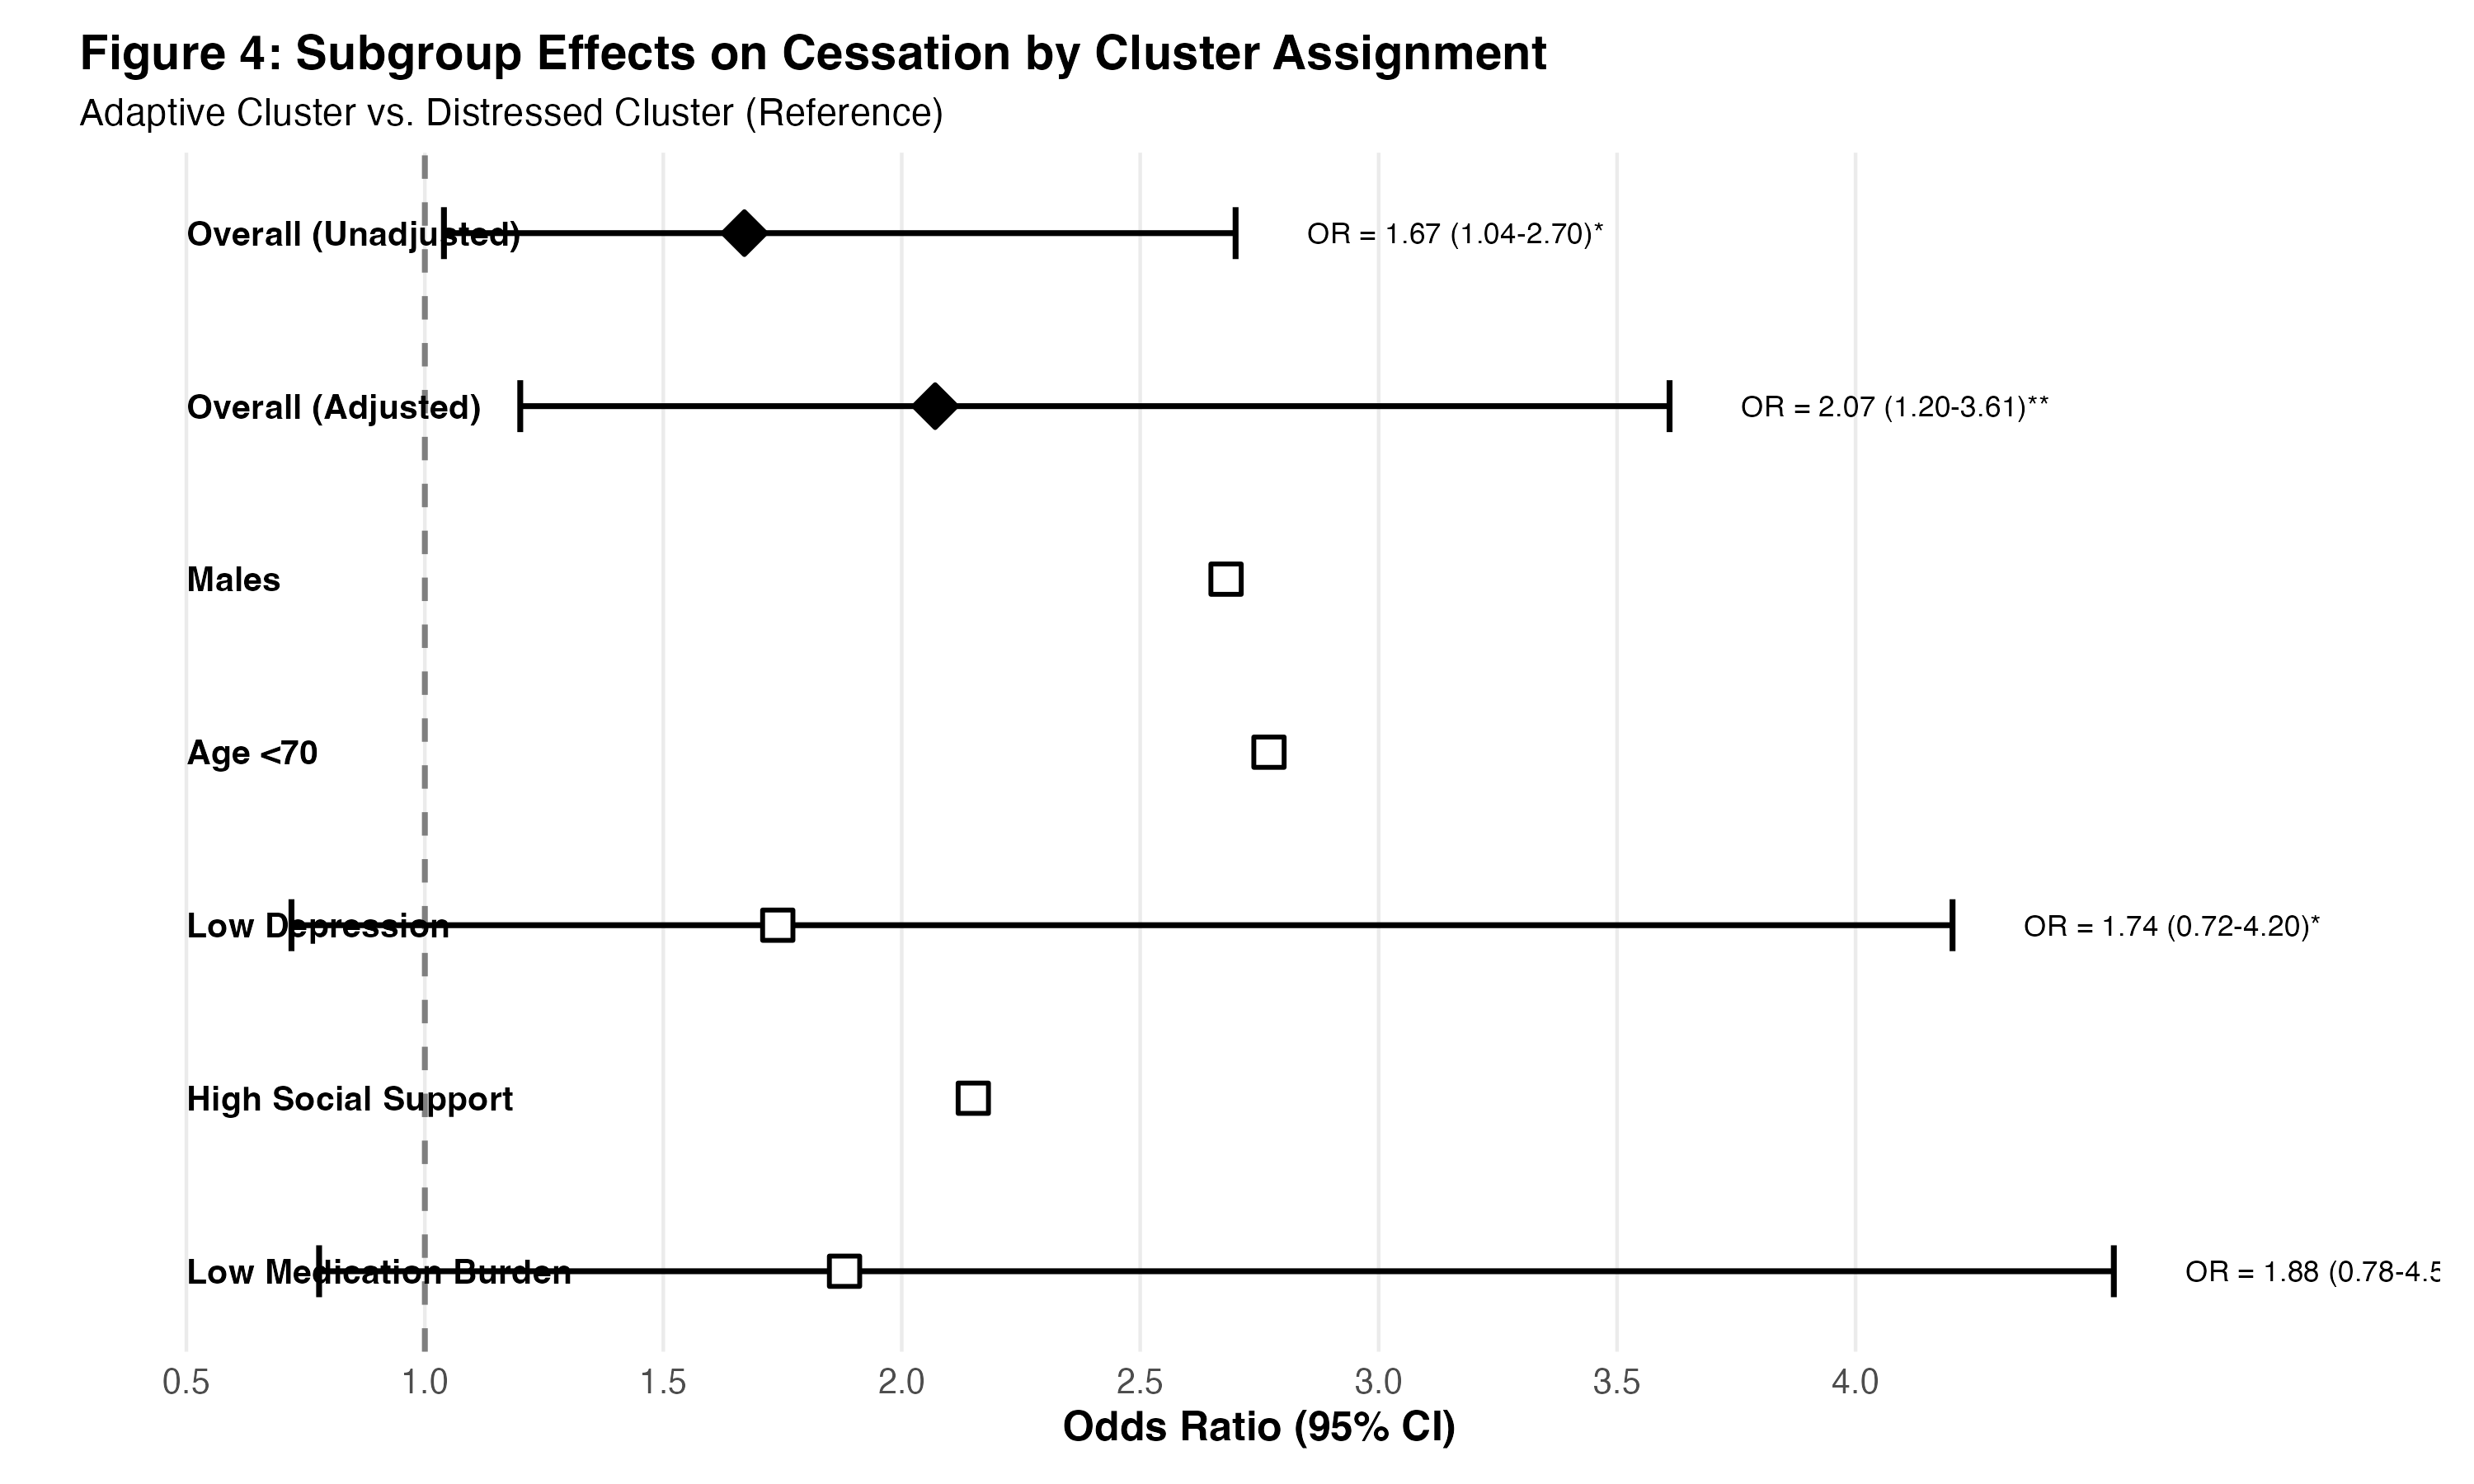 Figure 4: Subgroup Effects on Cessation by Cluster Assignment
Adaptive Cluster vs. Distressed Cluster (Reference)
Overall (Unadjusted) OR = 1.67 (1.04-2.70)*
Overall (Adjusted) OR = 2.07 (1.20-3.61)**
Males
Age <70
Low Depression OR = 1.74 (0.72-4.20)*
High Social Support
Low Medication Burden OR = 1.88 (0.78-4.5
0.5 1.0 1.5 2.0 2.5 3.0 3.5 4.0
Odds Ratio (95% CI)